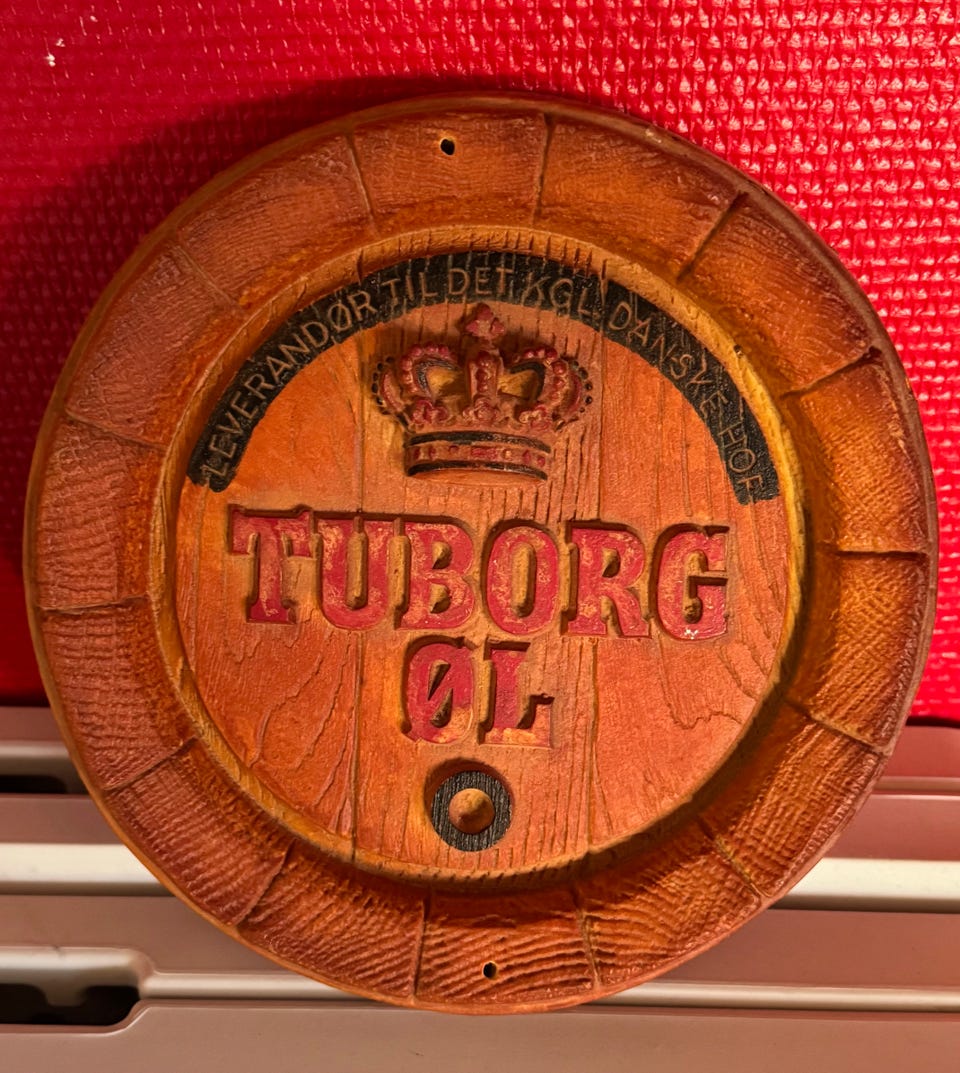 LEVERANDØR TIL DET KGL. DANSKE HOF
TUBORG
ØL